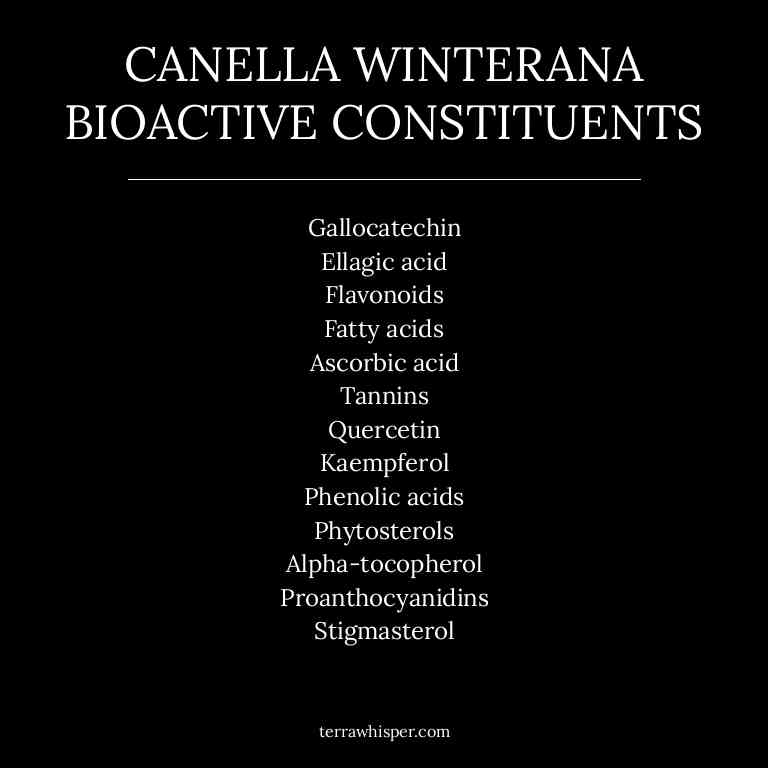 CANELLA WINTERANA
BIOACTIVE CONSTITUENTS
Gallocatechin
Ellagic acid
Flavonoids
Fatty acids
Ascorbic acid
Tannins
Quercetin
Kaempferol
Phenolic acids
Phytosterols
Alpha-tocopherol
Proanthocyanidins
Stigmasterol
terrawhisper.com